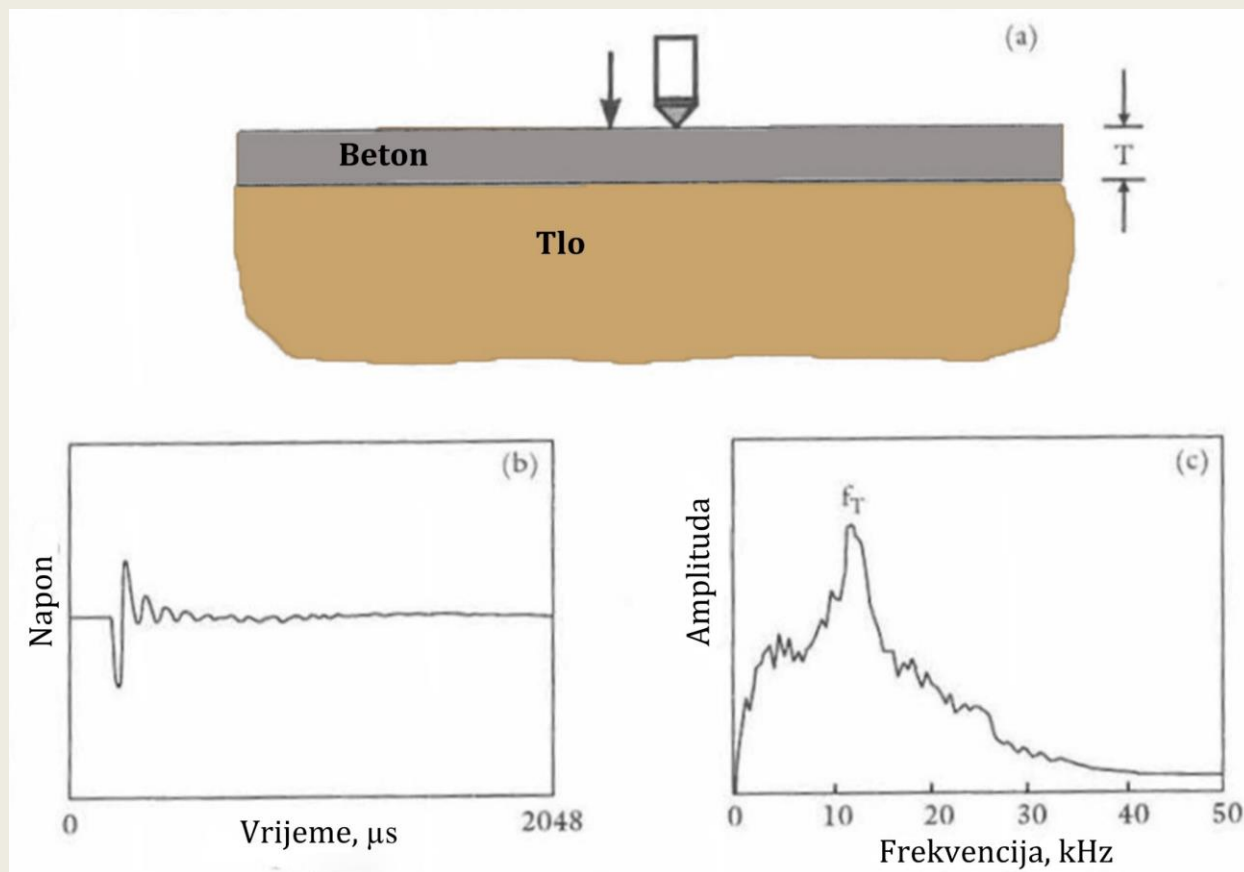 (a)
Beton
T
Tlo
(b)
Napon
0
Vrijeme, μs
2048
(c)
f_T
Amplituda
0 10 20 30 40 50
Frekvencija, kHz